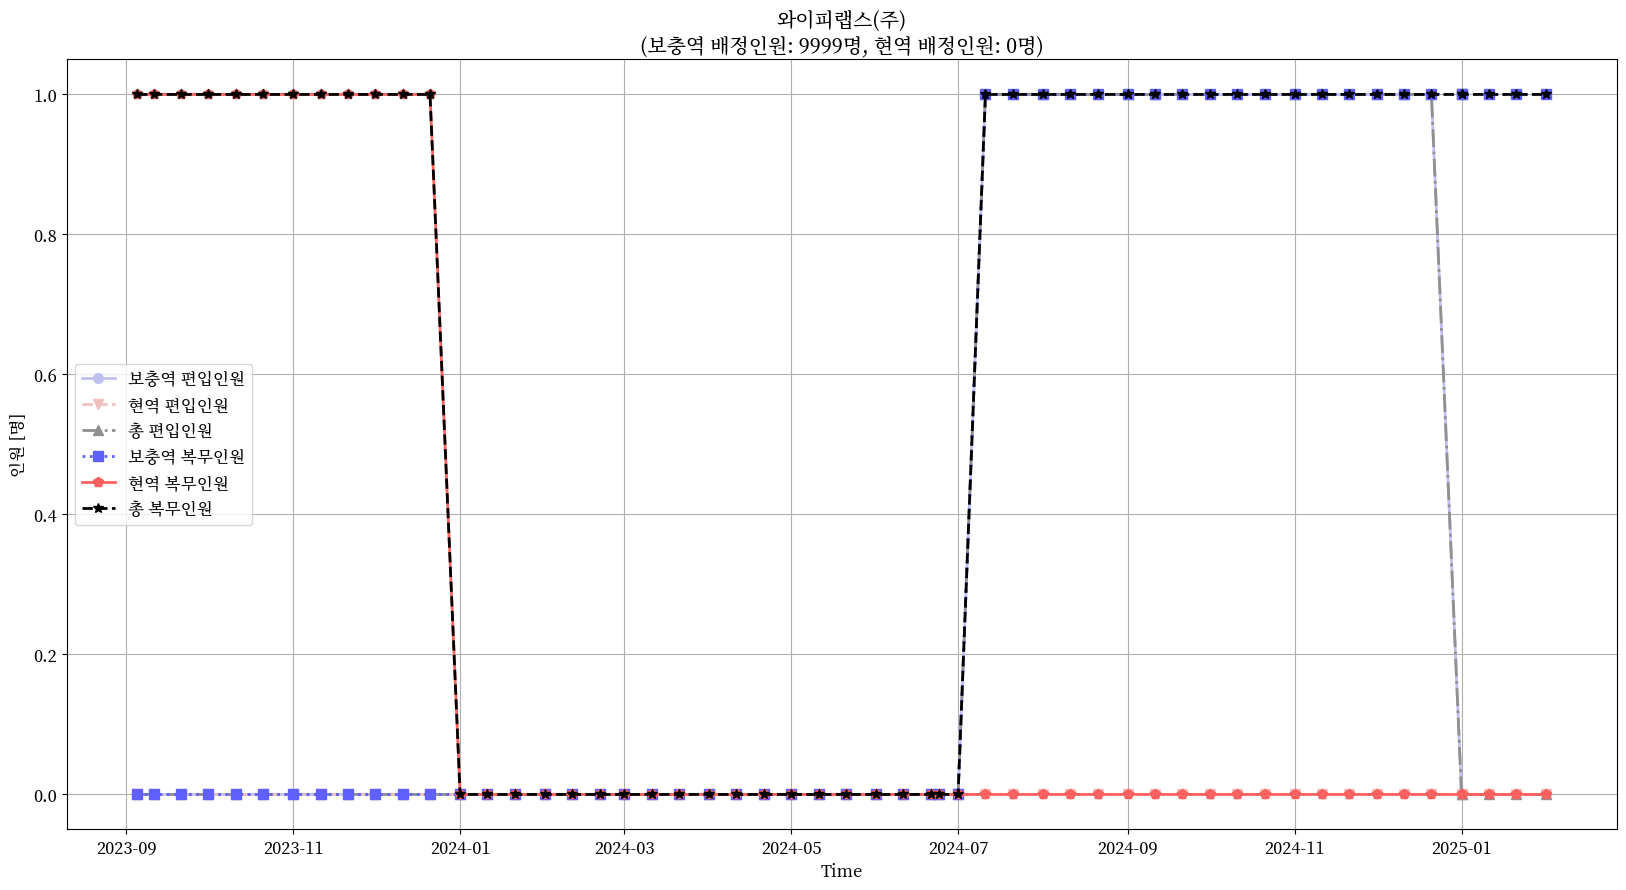 와이피랩스(주)
(보충역 배정인원: 9999명, 현역 배정인원: 0명)
1.0
0.8
0.6
0.4
0.2
0.0
인원 [명]
보충역 편입인원
현역 편입인원
총 편입인원
보충역 복무인원
현역 복무인원
총 복무인원
2023-09 2023-11 2024-01 2024-03 2024-05 2024-07 2024-09 2024-11 2025-01
Time